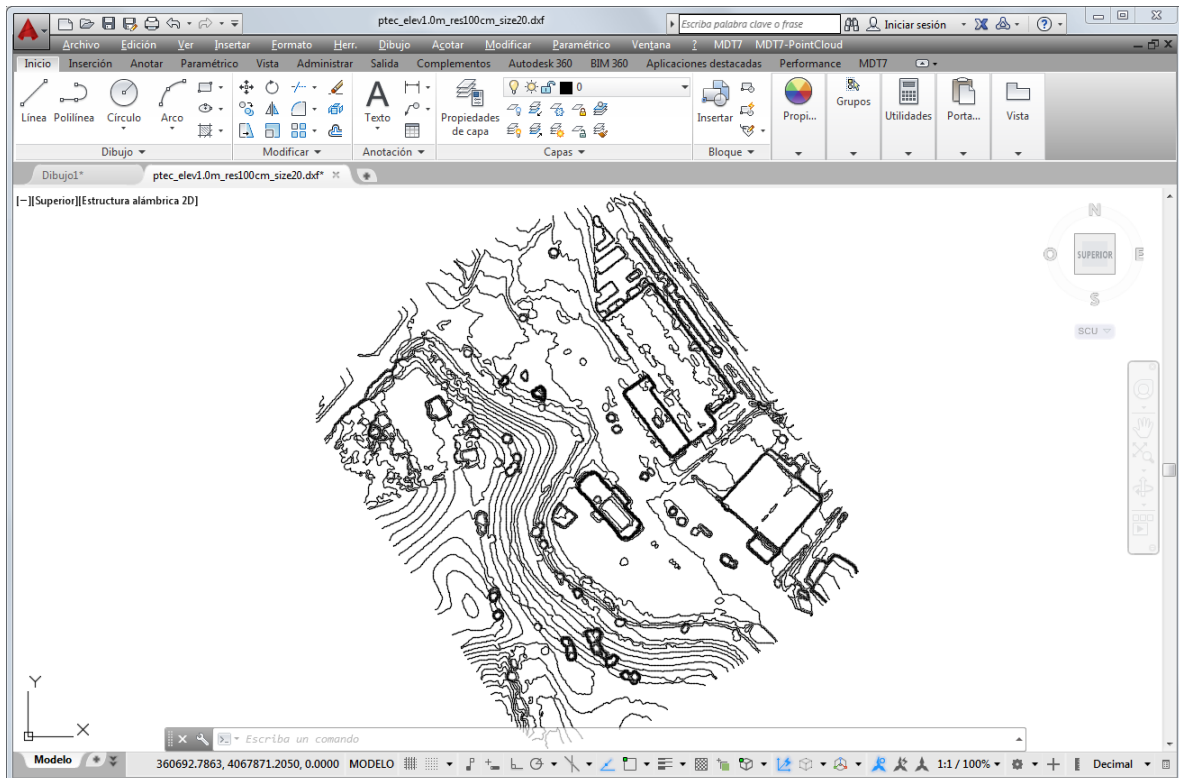 ptec_elev1.0m_res100cm_size20.dxf
Escriba palabra clave o frase
Iniciar sesión
Archivo Edición Ver Insertar Formato Herr. Dibujo Acotar Modificar Paramétrico Ventana ? MDT7 MDT7-PointCloud
Inicio Inserción Anotar Paramétrico Vista Administrar Salida Complementos Autodesk 360 BIM 360 Aplicaciones destacadas Performance MDT7
0
Línea Polilínea Círculo Arco
Texto
Propiedades de capa
Insertar
Propi...
Grupos
Utilidades
Porta...
Vista
Dibujo Modificar Anotación Capas Bloque
Dibujo1* ptec_elev1.0m_res100cm_size20.dxf*
[−][Superior][Estructura alámbrica 2D]
N
O SUPERIOR E
S
SCU
Y
X
Escriba un comando
Modelo 360692.7863, 4067871.2050, 0.0000 MODELO 1:1 / 100% Decimal